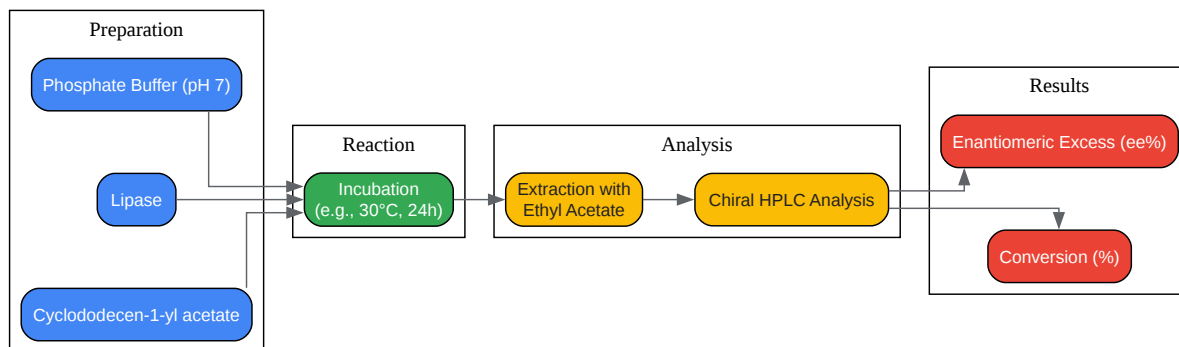 Preparation
Phosphate Buffer (pH 7)
Lipase
Cyclododecen-1-yl acetate
Reaction
Incubation
(e.g., 30°C, 24h)
Analysis
Extraction with
Ethyl Acetate
Chiral HPLC Analysis
Results
Enantiomeric Excess (ee%)
Conversion (%)